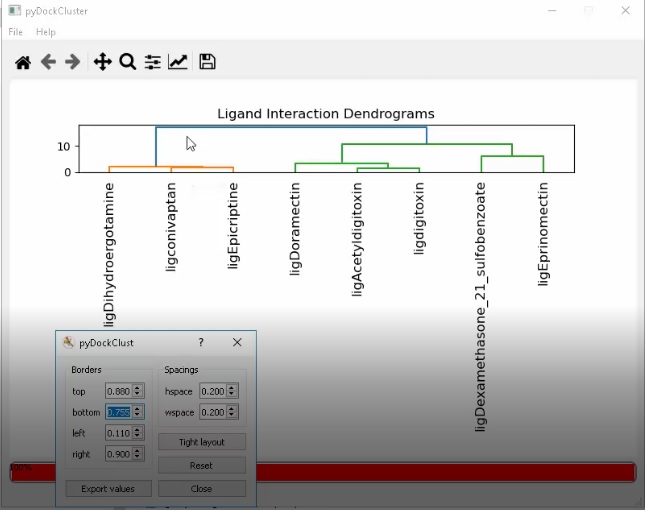 pyDockCluster
File Help
Ligand Interaction Dendrograms
10
0
ligDihydroergotamine
ligconivaptan
ligEpicriptine
ligDoramectin
ligAcetyldigitoxin
ligdigitoxin
ligDexamethasone_21_sulfobenzoate
ligEprinomectin
pyDockClust ?
Borders Spacings
top 0.880 hspace 0.200
bottom 0.755 wspace 0.200
left 0.110
right 0.900
Tight layout
Reset
Export values Close
100%